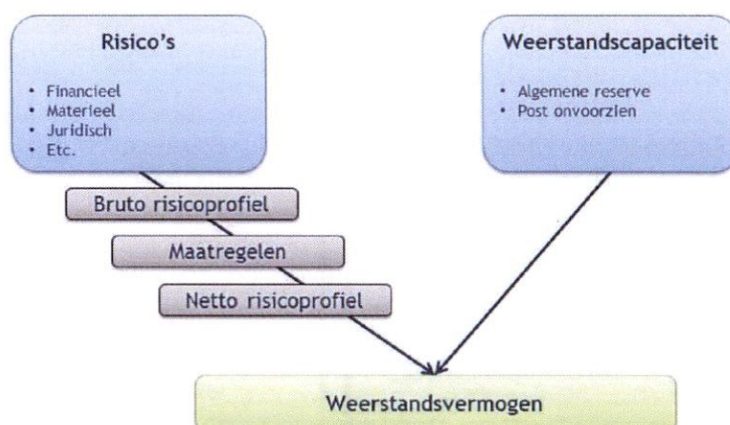 Risico's
• Financieel
• Materieel
• Juridisch
• Etc.
Weerstandscapaciteit
• Algemene reserve
• Post onvoorzien
Bruto risicoprofiel
Maatregelen
Netto risicoprofiel
Weerstandsvermogen